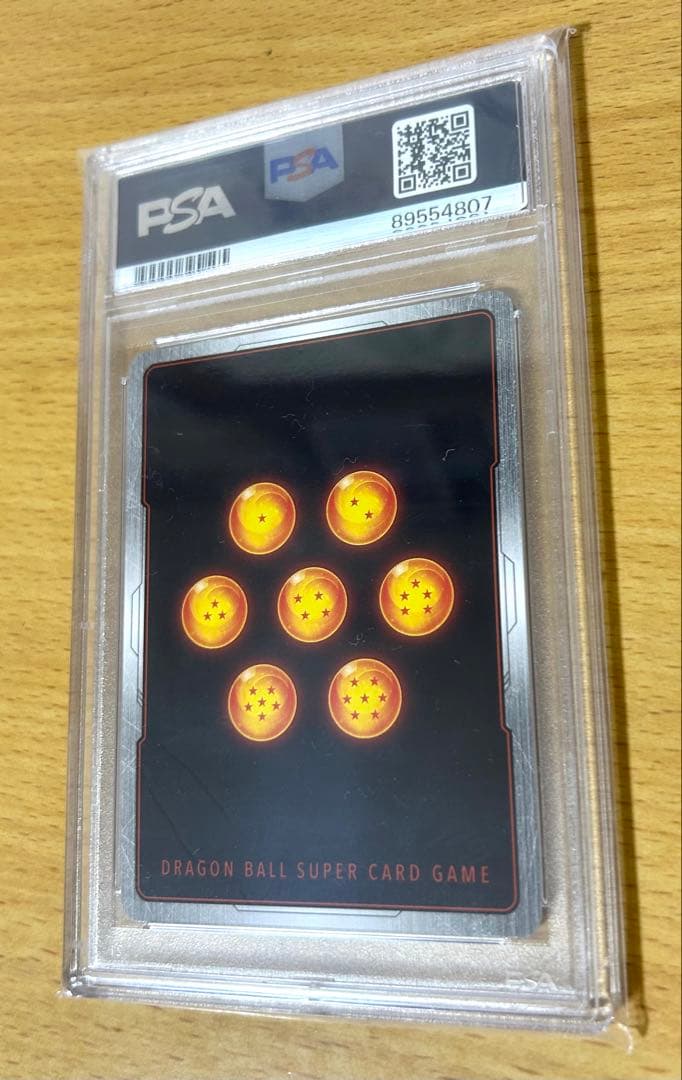 PSA
PSA
89554807
DRAGON BALL SUPER CARD GAME